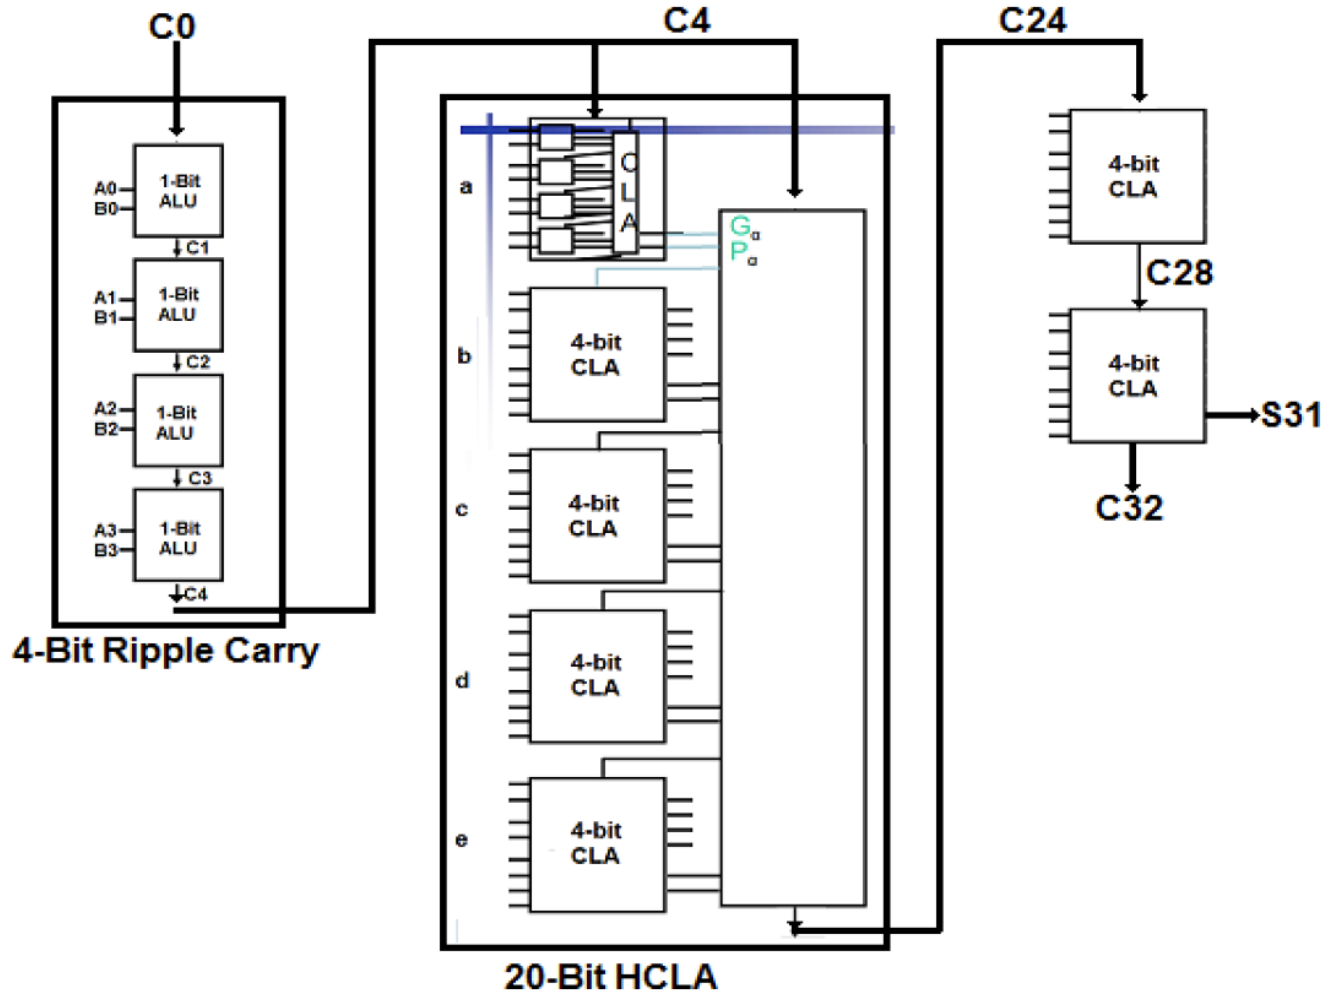 C0
C4
C24
A0
B0
1-Bit
ALU
C1
A1
B1
1-Bit
ALU
C2
A2
B2
1-Bit
ALU
C3
A3
B3
1-Bit
ALU
C4
4-Bit Ripple Carry
a
C
L
A
Ga
Pa
b
4-bit
CLA
c
4-bit
CLA
d
4-bit
CLA
e
4-bit
CLA
20-Bit HCLA
4-bit
CLA
C28
4-bit
CLA
S31
C32